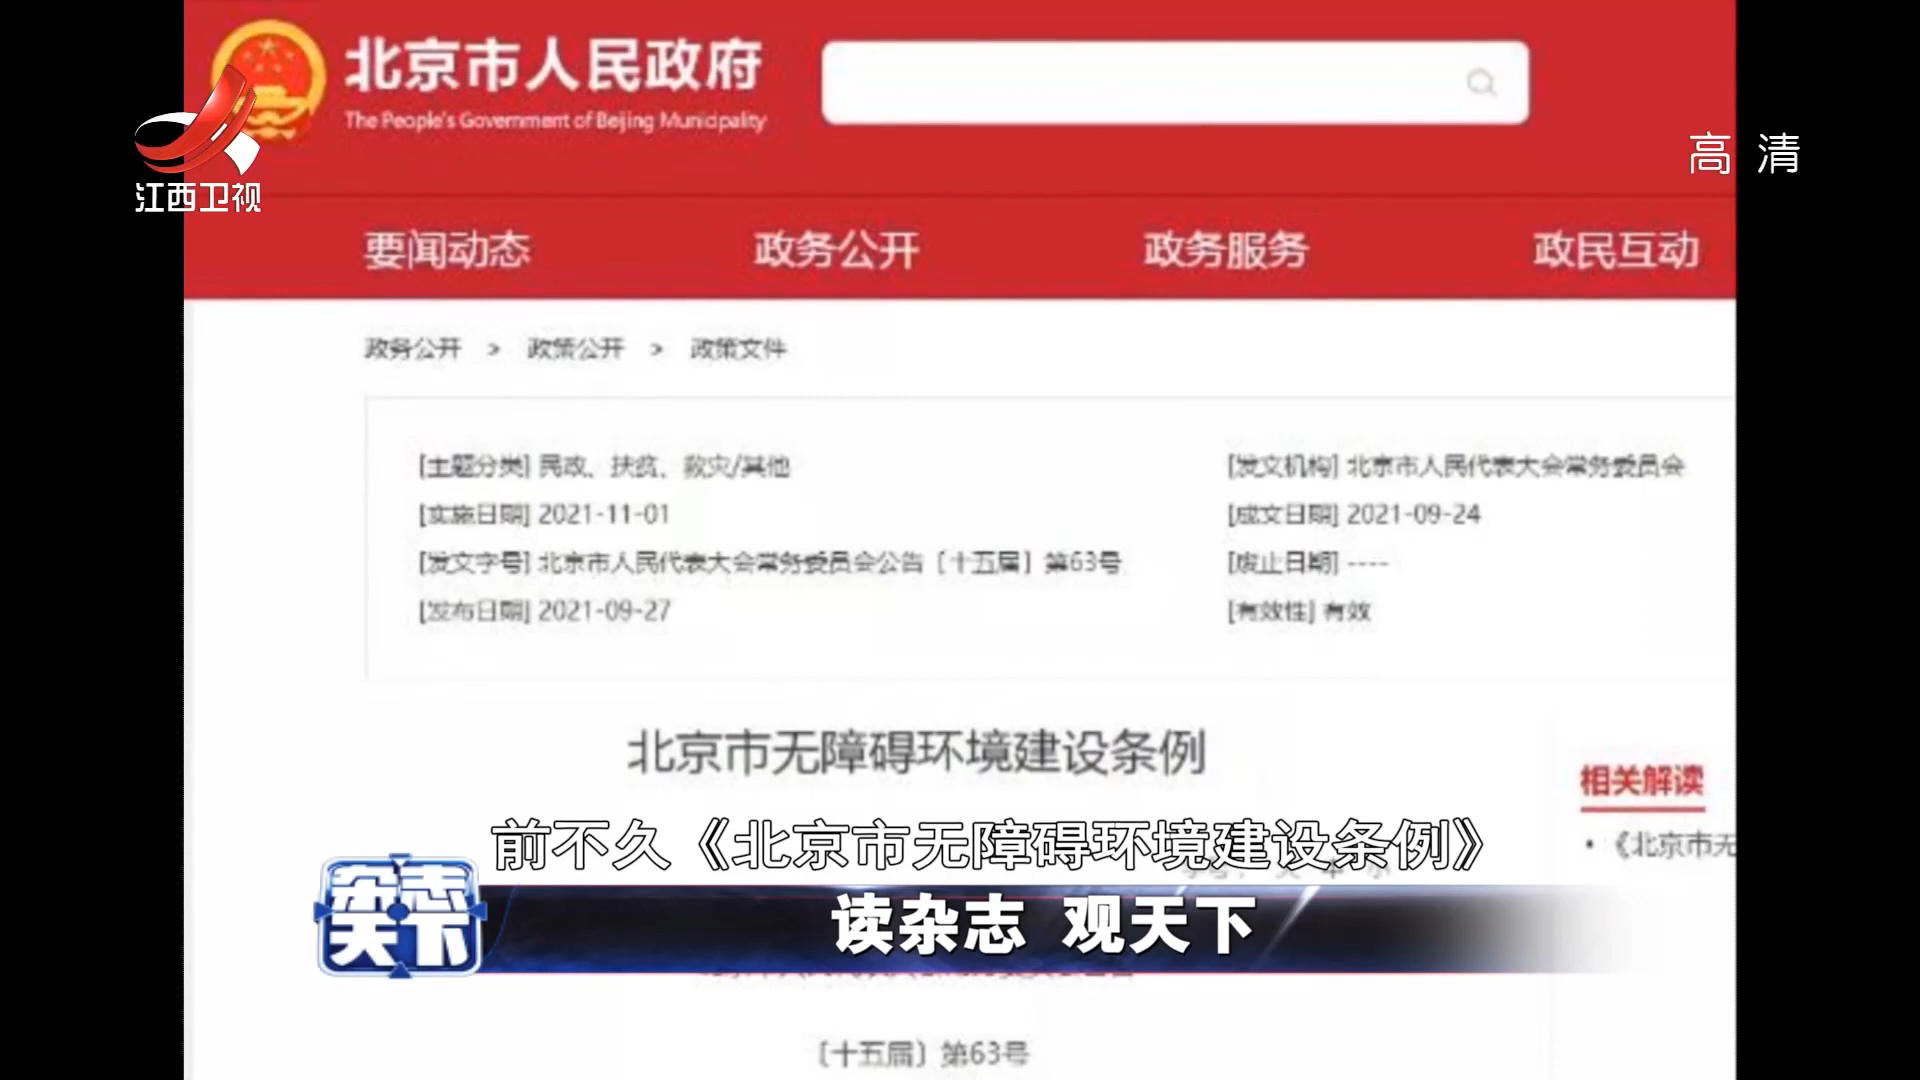 北京市人民政府
The People's Government of Beijing Municipality
江西卫视
高清
要闻动态 政务公开 政务服务 政民互动
政务公开 > 政策公开 > 政策文件
[主题分类] 民政、扶贫、救灾/其他 [发文机构] 北京市人民代表大会常务委员会
[实施日期] 2021-11-01 [成文日期] 2021-09-24
[发文字号] 北京市人民代表大会常务委员会公告〔十五届〕第63号 [废止日期] ----
[发布日期] 2021-09-27 [有效性] 有效
北京市无障碍环境建设条例
相关解读
• 《北京市无
前不久《北京市无障碍环境建设条例》
杂志天下
读杂志 观天下
〔十五届〕第63号